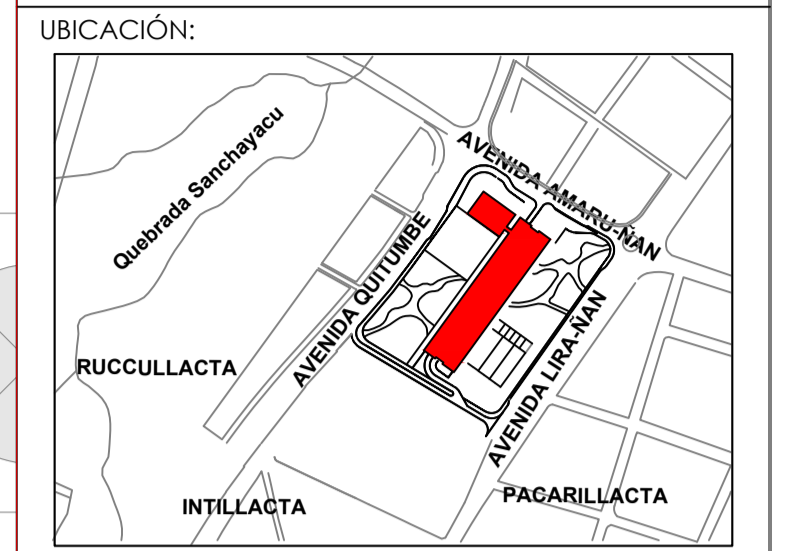 UBICACIÓN:
Quebrada Sanchayacu
AVENIDA AMARU-ÑAN
AVENIDA QUITUMBE
AVENIDA LIRA-ÑAN
RUCCULLACTA
INTILLACTA
PACARILLACTA